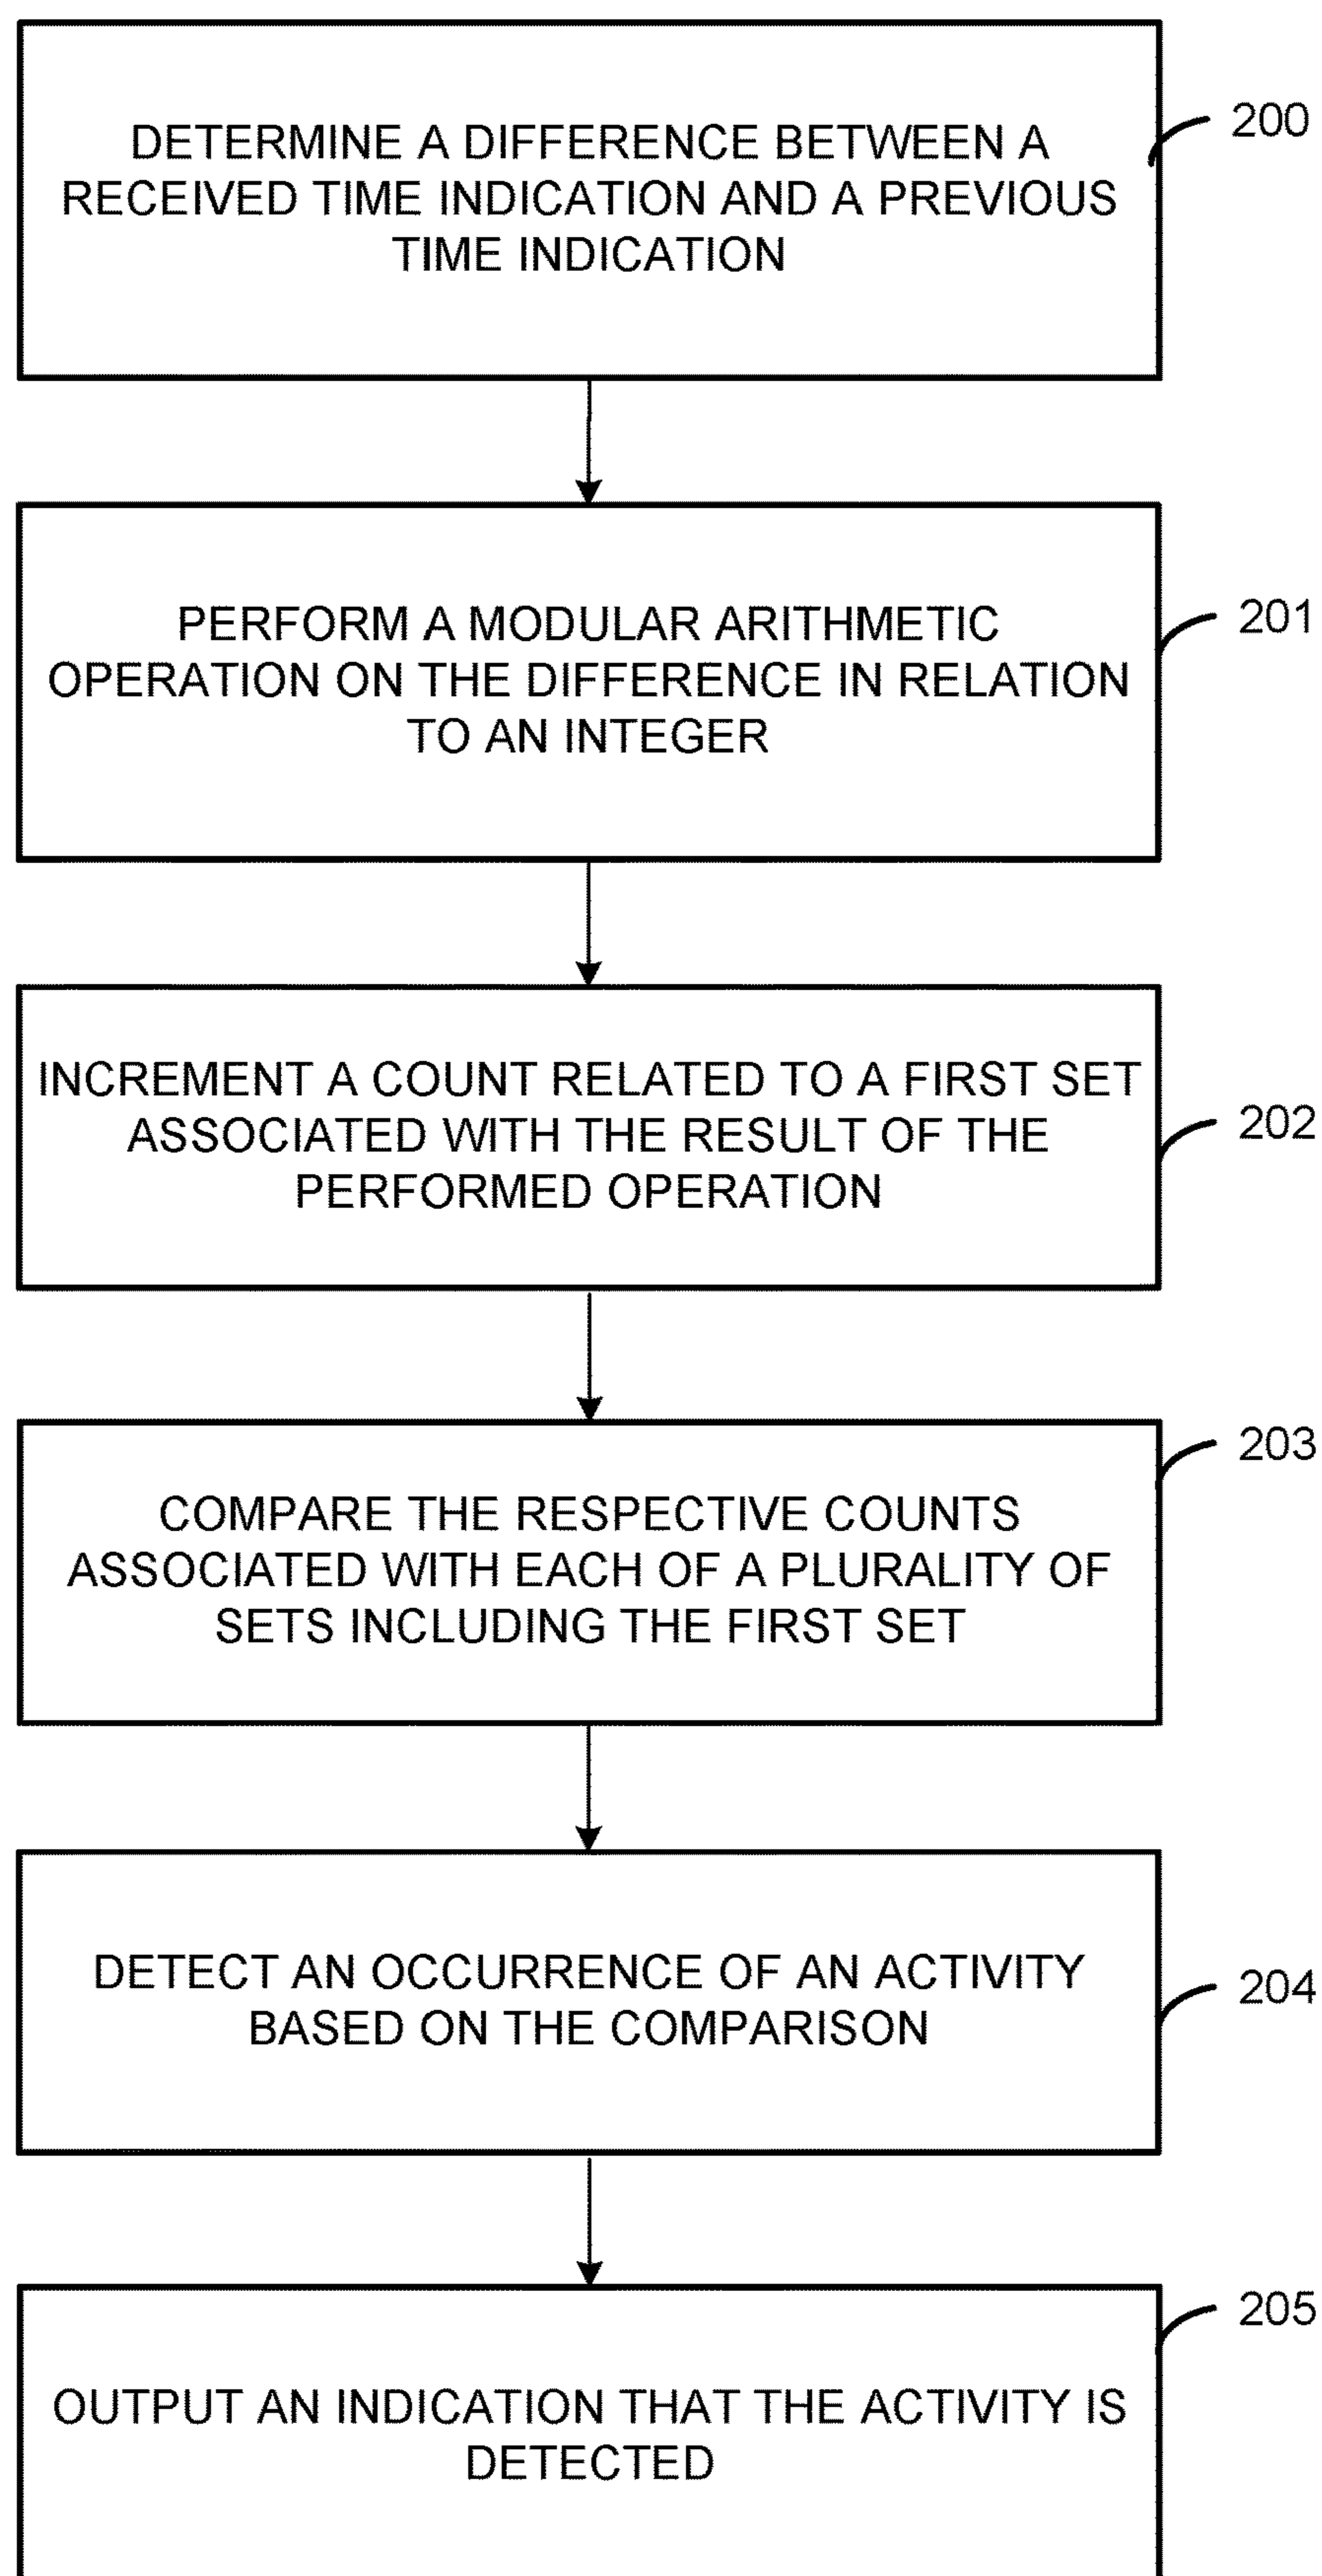 DETERMINE A DIFFERENCE BETWEEN A
RECEIVED TIME INDICATION AND A PREVIOUS
TIME INDICATION
200
PERFORM A MODULAR ARITHMETIC
OPERATION ON THE DIFFERENCE IN RELATION
TO AN INTEGER
201
INCREMENT A COUNT RELATED TO A FIRST SET
ASSOCIATED WITH THE RESULT OF THE
PERFORMED OPERATION
202
COMPARE THE RESPECTIVE COUNTS
ASSOCIATED WITH EACH OF A PLURALITY OF
SETS INCLUDING THE FIRST SET
203
DETECT AN OCCURRENCE OF AN ACTIVITY
BASED ON THE COMPARISON
204
OUTPUT AN INDICATION THAT THE ACTIVITY IS
DETECTED
205